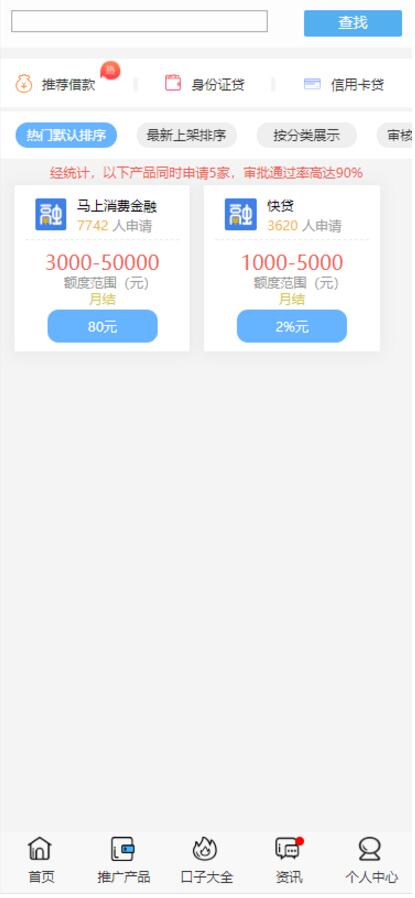 查找
热
推荐借款 身份证贷 信用卡贷
热门默认排序 最新上架排序 按分类展示 审核
经统计，以下产品同时申请5家，审批通过率高达90%
融 马上消费金融 融 快贷
7742 人申请 3620 人申请
3000-50000 1000-5000
额度范围（元） 额度范围（元）
月结 月结
80元 2%元
首页 推广产品 口子大全 资讯 个人中心